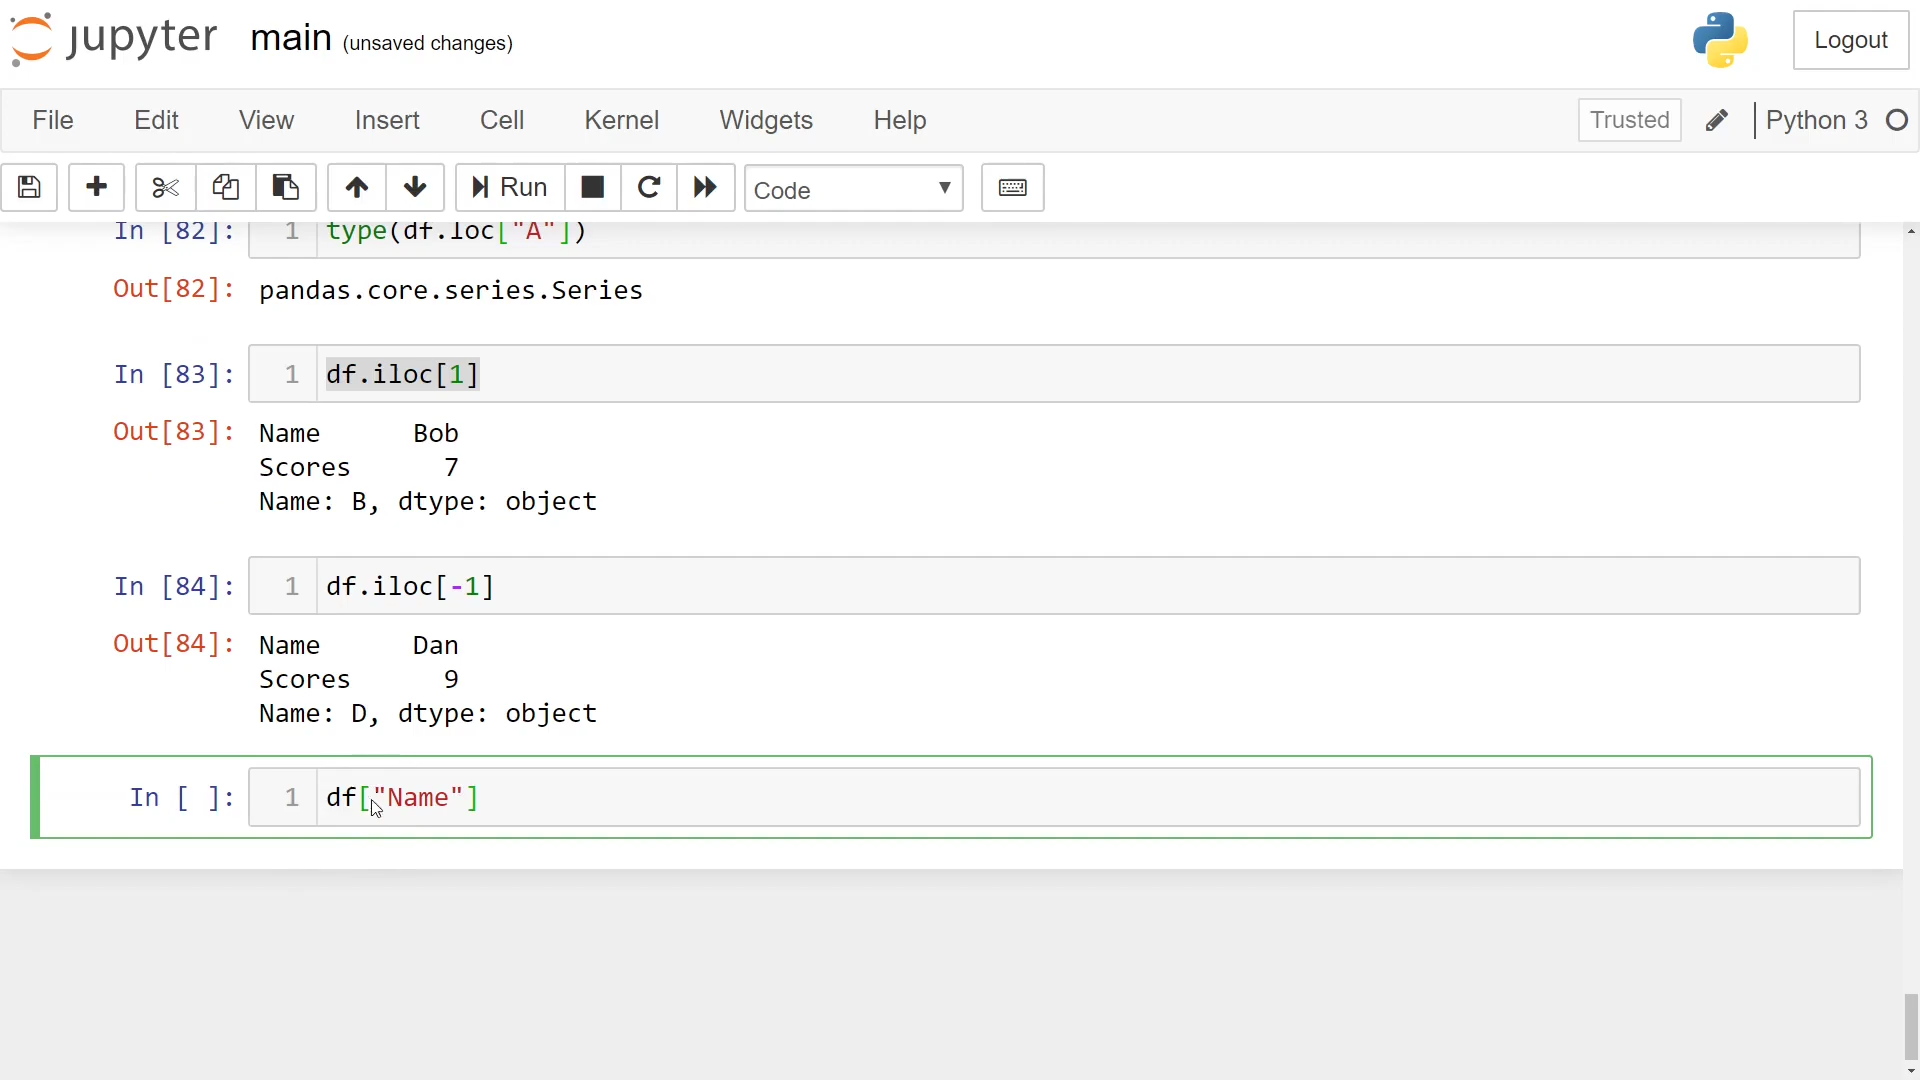 jupyter main (unsaved changes) Logout
File Edit View Insert Cell Kernel Widgets Help Trusted Python 3
Run Code
In [82]: 1 type(df.loc["A"])
Out[82]: pandas.core.series.Series
In [83]: 1 df.iloc[1]
Out[83]: Name      Bob
Scores      7
Name: B, dtype: object
In [84]: 1 df.iloc[-1]
Out[84]: Name      Dan
Scores      9
Name: D, dtype: object
In [ ]: 1 df["Name"]